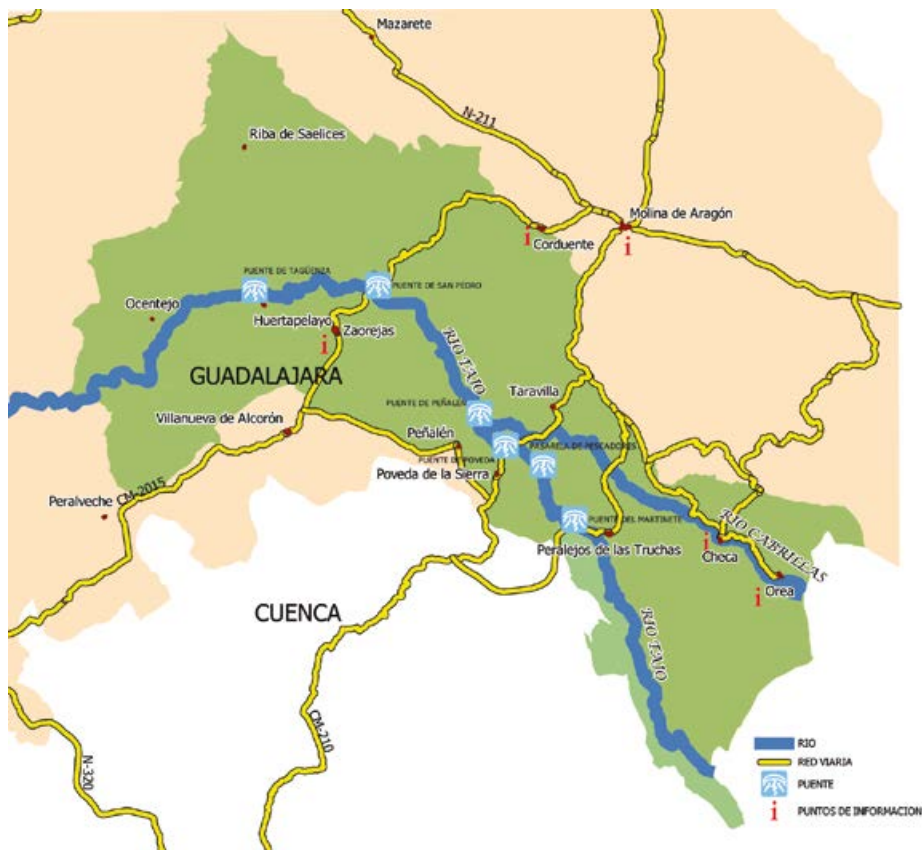 Mazarete
N-211
Riba de Saelices
Molina de Aragón
i
Corduente
i
PUENTE DE TAGÜENZA
PUENTE DE SAN PEDRO
Ocentejo
Huertapelayo
Zaorejas
i
RIO TAJO
GUADALAJARA
Taravilla
PUENTE DE PEÑALEN
Villanueva de Alcorón
Peñalén
PASARELA DE PESCADORES
PUENTE DE POVEDA
Poveda de la Sierra
Peralveche
CM-2015
PUENTE DEL MARTINETE
RIO CABRILLAS
i
Checa
Peralejos de las Truchas
Orea
i
CUENCA
RIO TAJO
CM-210
N-320
RIO
RED VIARIA
PUENTE
i
PUNTOS DE INFORMACION